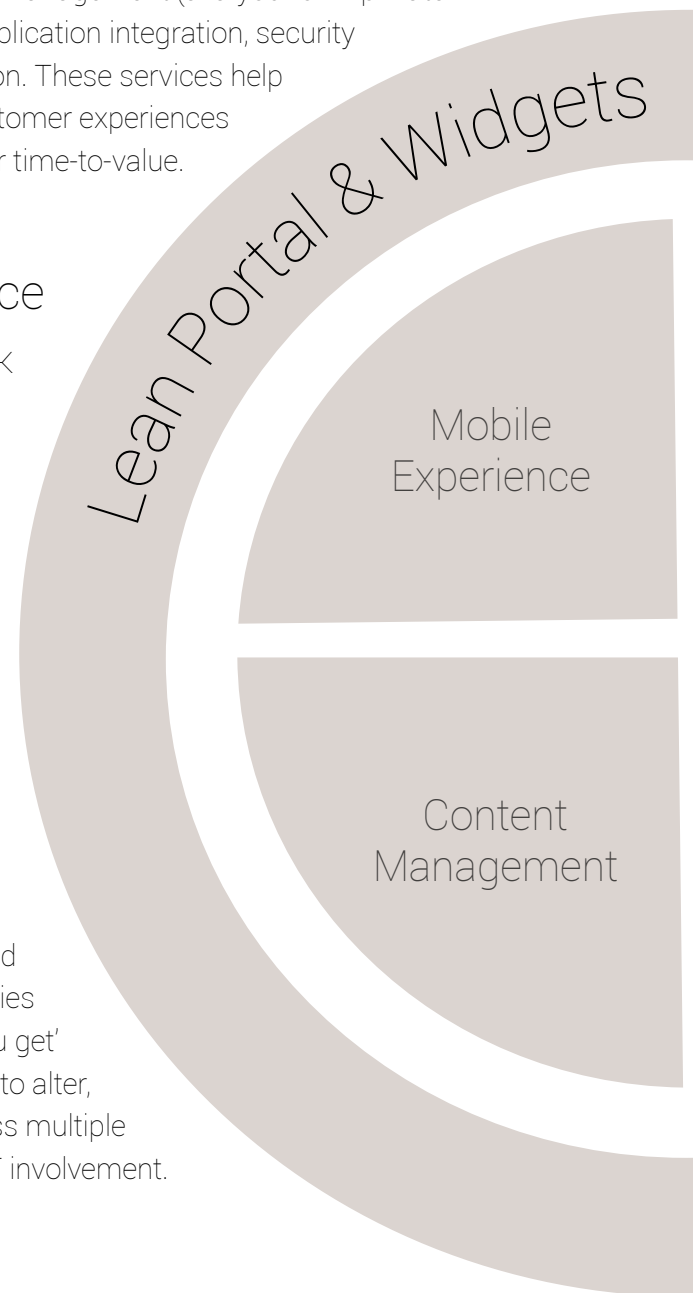 plication integration, security
on. These services help
tomer experiences
r time-to-value.
Lean Portal & Widgets
ce
K
Mobile
Experience
Content
Management
d
ies
u get’
to alter,
ss multiple
involvement.